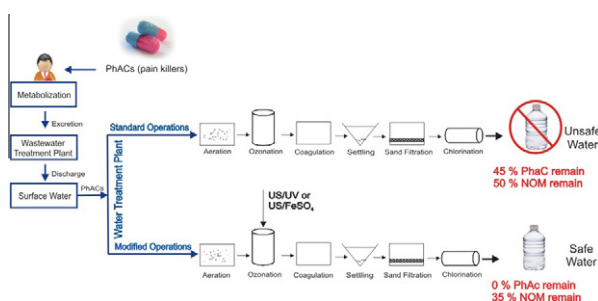 PhACs (pain killers)
Metabolization
Excretion
Wastewater
Treatment Plant
Discharge
Surface Water
PhACs
Water Treatment Plant
Standard Operations
Aeration
Ozonation
Coagulation
Settling
Sand Filtration
Chlorination
Unsafe
Water
45 % PhaC remain
50 % NOM remain
US/UV or
US/FeSO₄
Modified Operations
Aeration
Ozonation
Coagulation
Settling
Sand Filtration
Chlorination
Safe
Water
0 % PhAc remain
35 % NOM remain